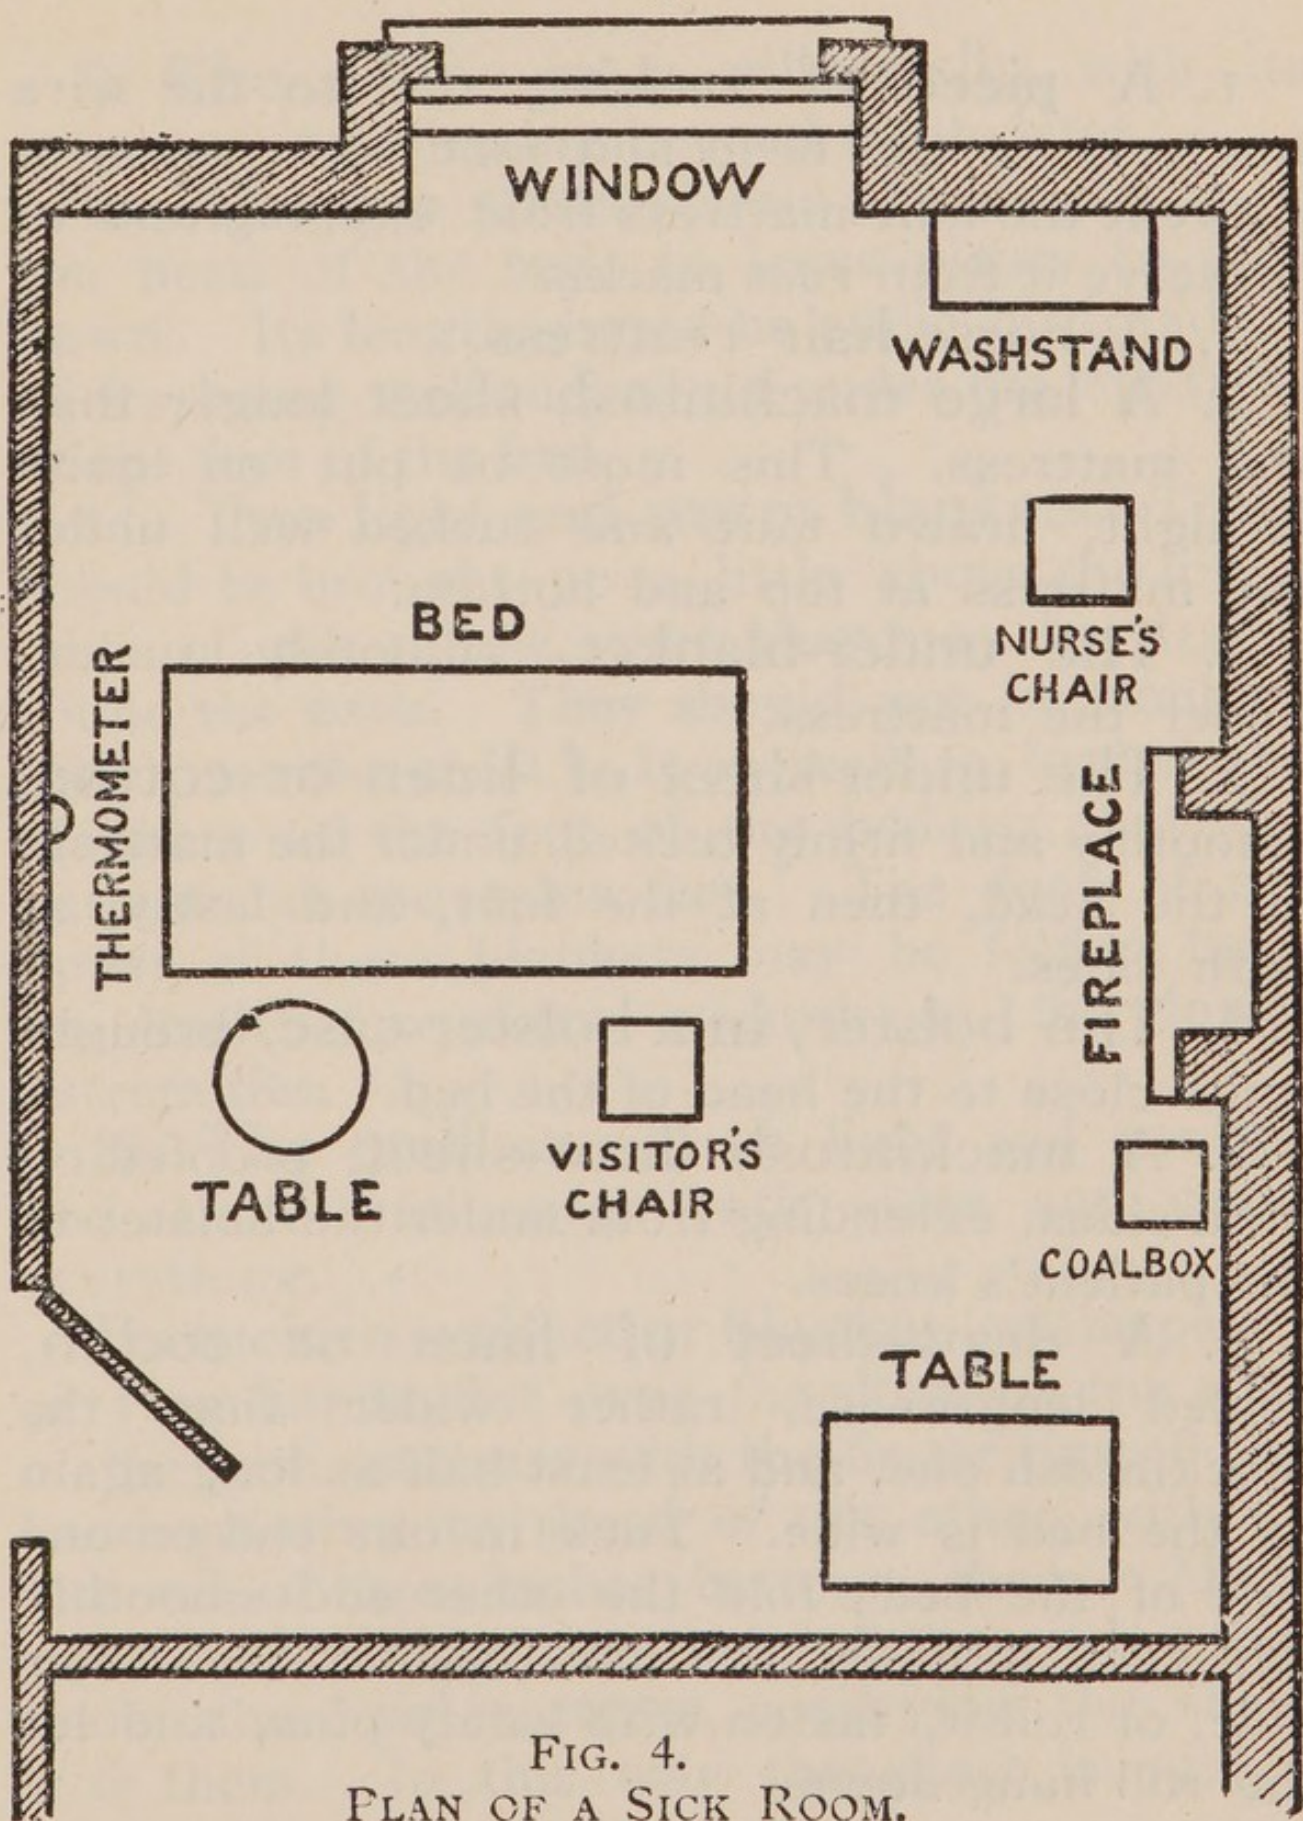 WINDOW
WASHSTAND
BED
NURSE'S
CHAIR
THERMOMETER
FIREPLACE
VISITOR'S
CHAIR
TABLE
COALBOX
TABLE
FIG. 4.
PLAN OF A SICK ROOM.